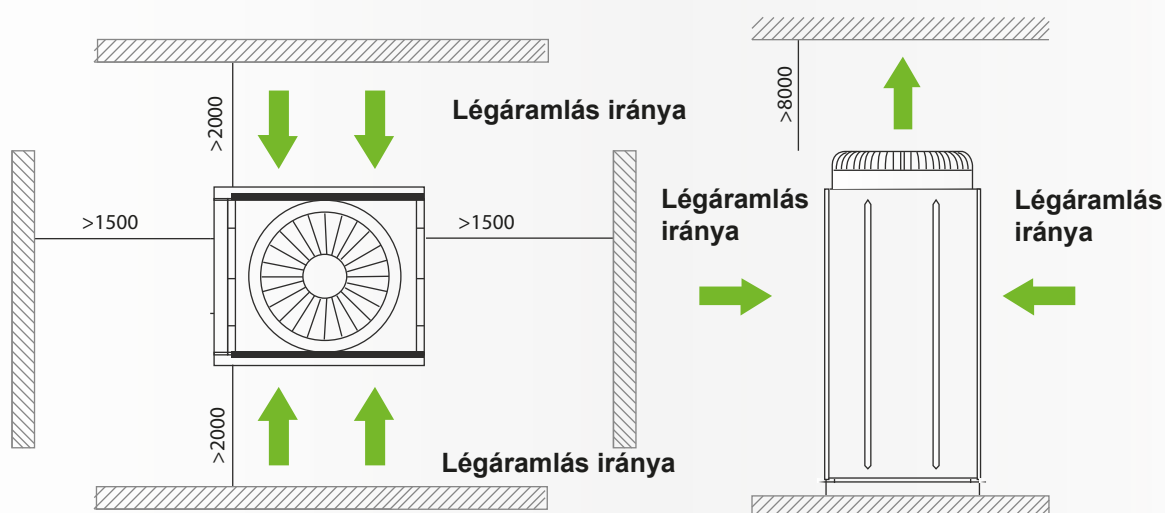 >2000
Légáramlás iránya
>1500
>1500
>2000
Légáramlás iránya
>8000
Légáramlás
iránya
Légáramlás
iránya